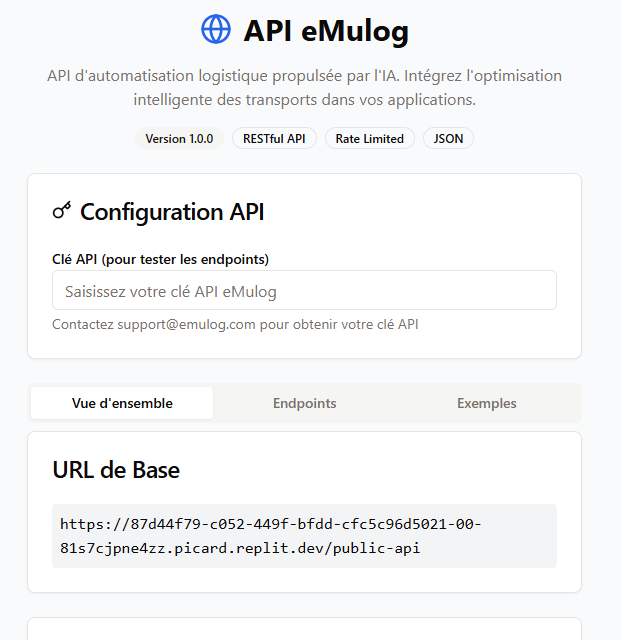 API eMulog
API d'automatisation logistique propulsée par l'IA. Intégrez l'optimisation
intelligente des transports dans vos applications.
Version 1.0.0 RESTful API Rate Limited JSON
Configuration API
Clé API (pour tester les endpoints)
Saisissez votre clé API eMulog
Contactez support@emulog.com pour obtenir votre clé API
Vue d'ensemble Endpoints Exemples
URL de Base
https://87d44f79-c052-449f-bfdd-cfc5c96d5021-00-
81s7cjpne4zz.picard.replit.dev/public-api